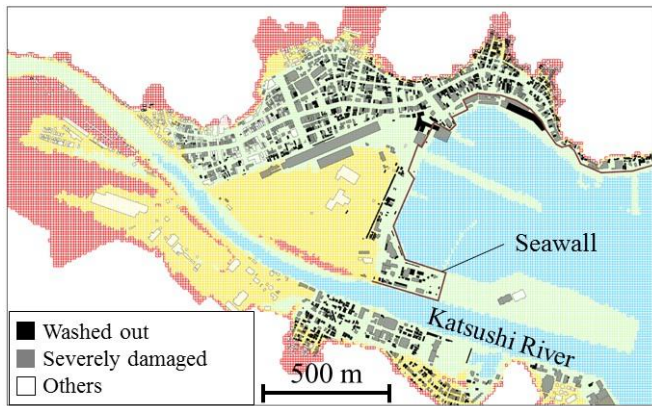 Seawall
Katsushi River
Washed out
Severely damaged
Others
500 m